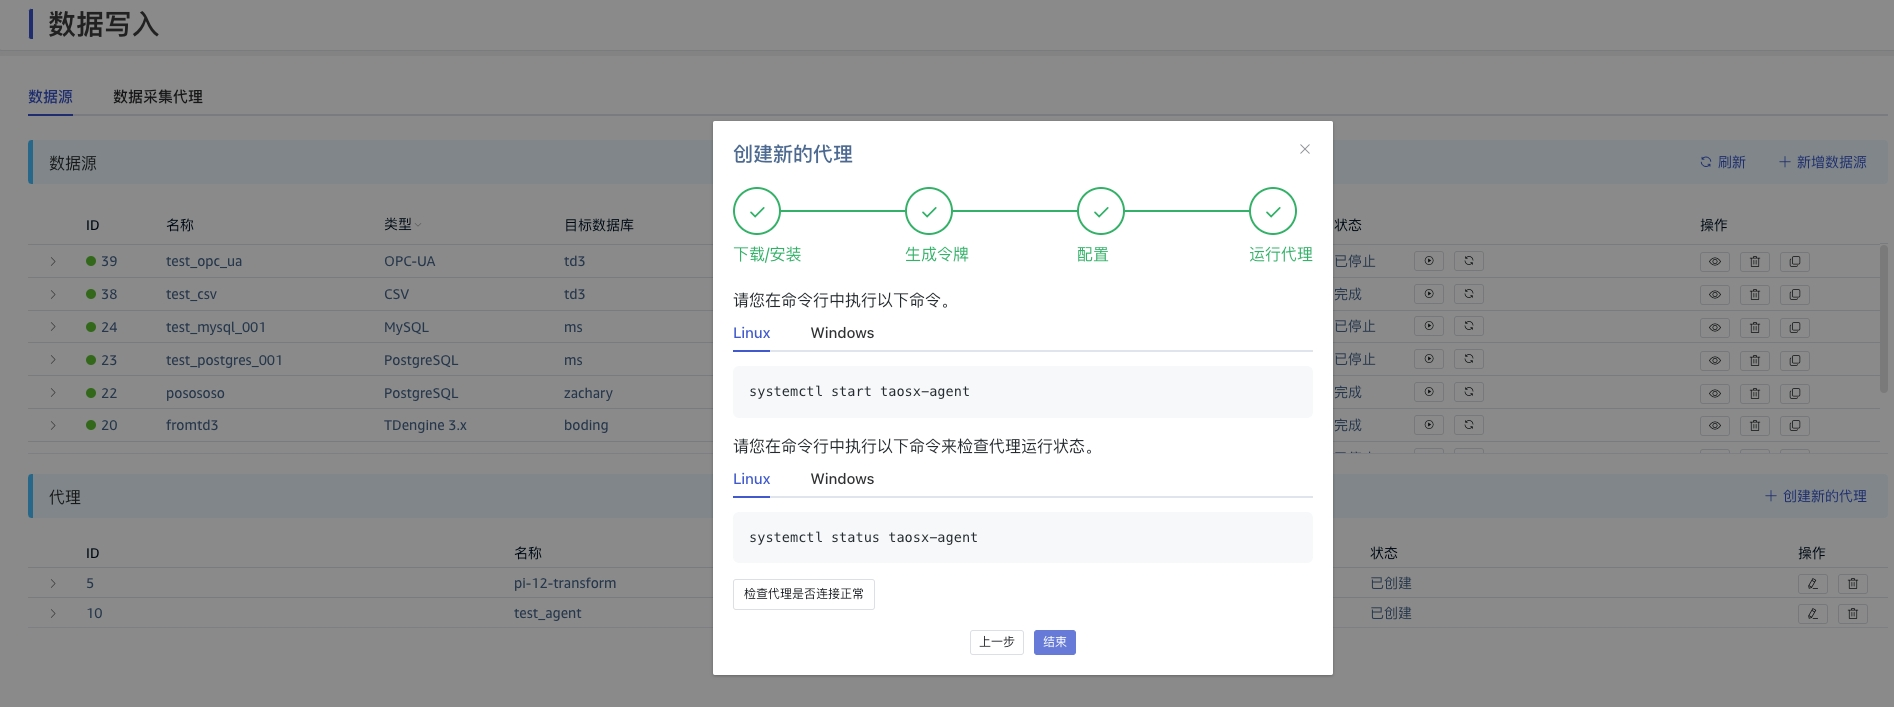 数据写入
数据源 数据采集代理
数据源 刷新 新增数据源
ID 名称 类型 目标数据库 状态 操作
39 test_opc_ua OPC-UA td3 已停止
38 test_csv CSV td3 完成
24 test_mysql_001 MySQL ms 已停止
23 test_postgres_001 PostgreSQL ms 已停止
22 posososo PostgreSQL zachary 完成
20 fromtd3 TDengine 3.x boding 完成
代理 创建新的代理
ID 名称 状态 操作
5 pi-12-transform 已创建
10 test_agent 已创建
创建新的代理
下载/安装 生成令牌 配置 运行代理
请您在命令行中执行以下命令。
Linux Windows
systemctl start taosx-agent
请您在命令行中执行以下命令来检查代理运行状态。
Linux Windows
systemctl status taosx-agent
检查代理是否连接正常
上一步 结束